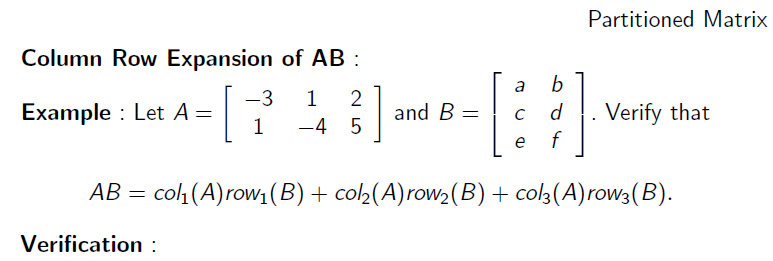 Partitioned Matrix
Column Row Expansion of AB :
Example : Let A = [ −3 1 2 ; 1 −4 5 ] and B = [ a b ; c d ; e f ] . Verify that
AB = col₁(A)row₁(B) + col₂(A)row₂(B) + col₃(A)row₃(B).
Verification :